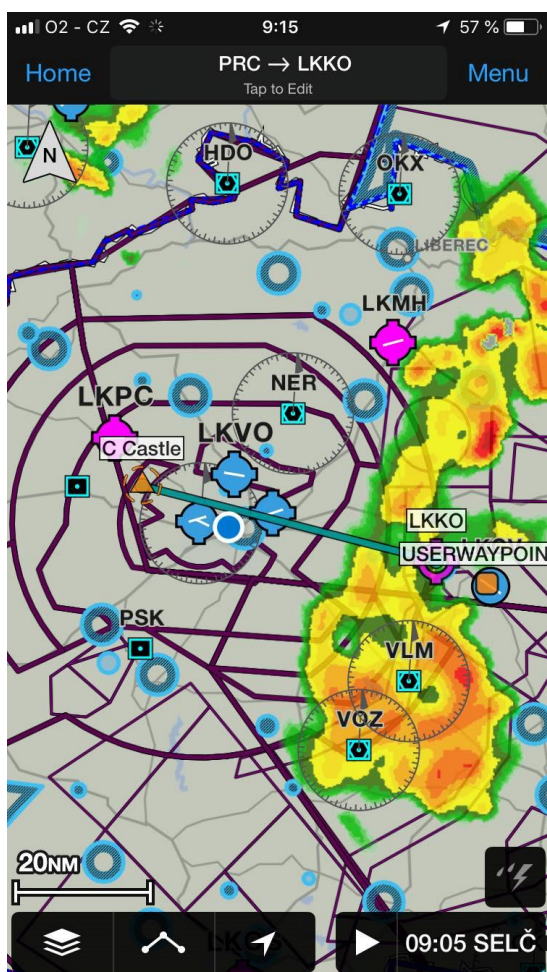 O2 - CZ 9:15 57 %
Home PRC → LKKO Menu
Tap to Edit
N
HDO
OKX
LIBEREC
LKMH
NER
LKPC
C Castle
LKVO
LKKO
USERWAYPOIN
PSK
VLM
VOZ
20NM
09:05 SELČ